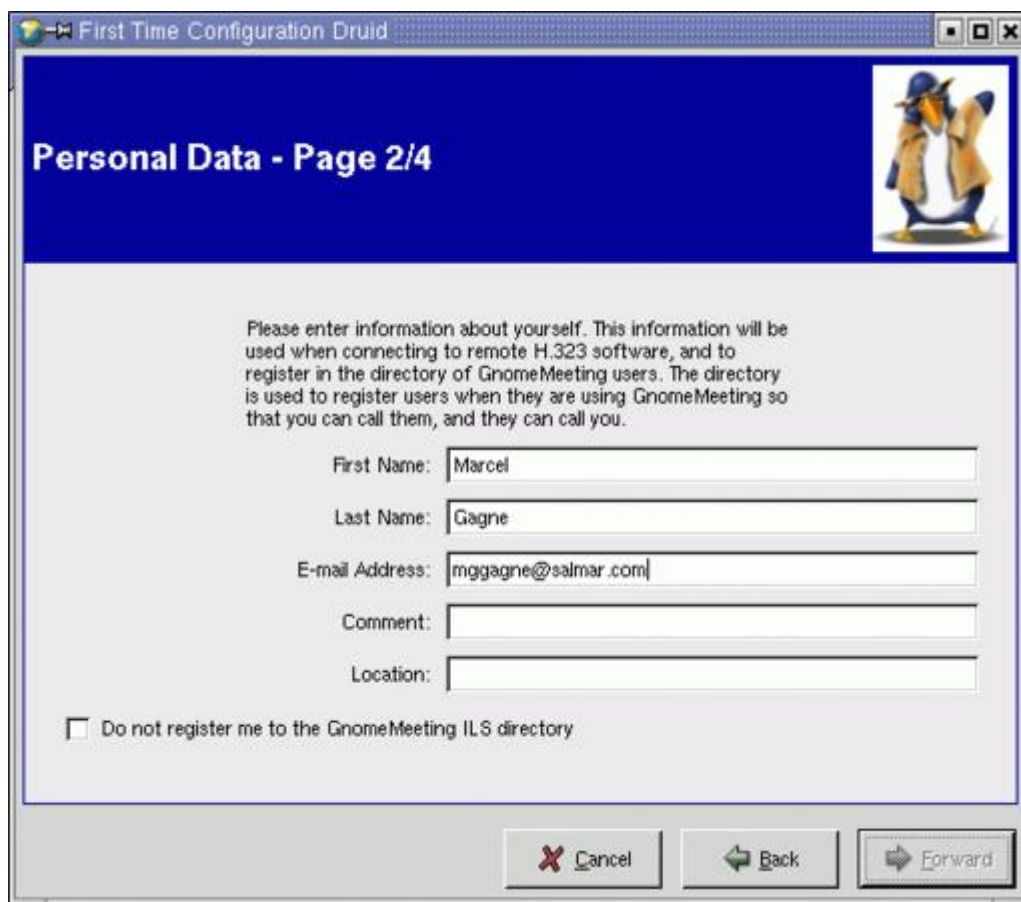 First Time Configuration Druid
Personal Data - Page 2/4
Please enter information about yourself. This information will be
used when connecting to remote H.323 software, and to
register in the directory of GnomeMeeting users. The directory
is used to register users when they are using GnomeMeeting so
that you can call them, and they can call you.
First Name: Marcel
Last Name: Gagne
E-mail Address: mggagne@salmar.com
Comment:
Location:
Do not register me to the GnomeMeeting ILS directory
Cancel Back Forward